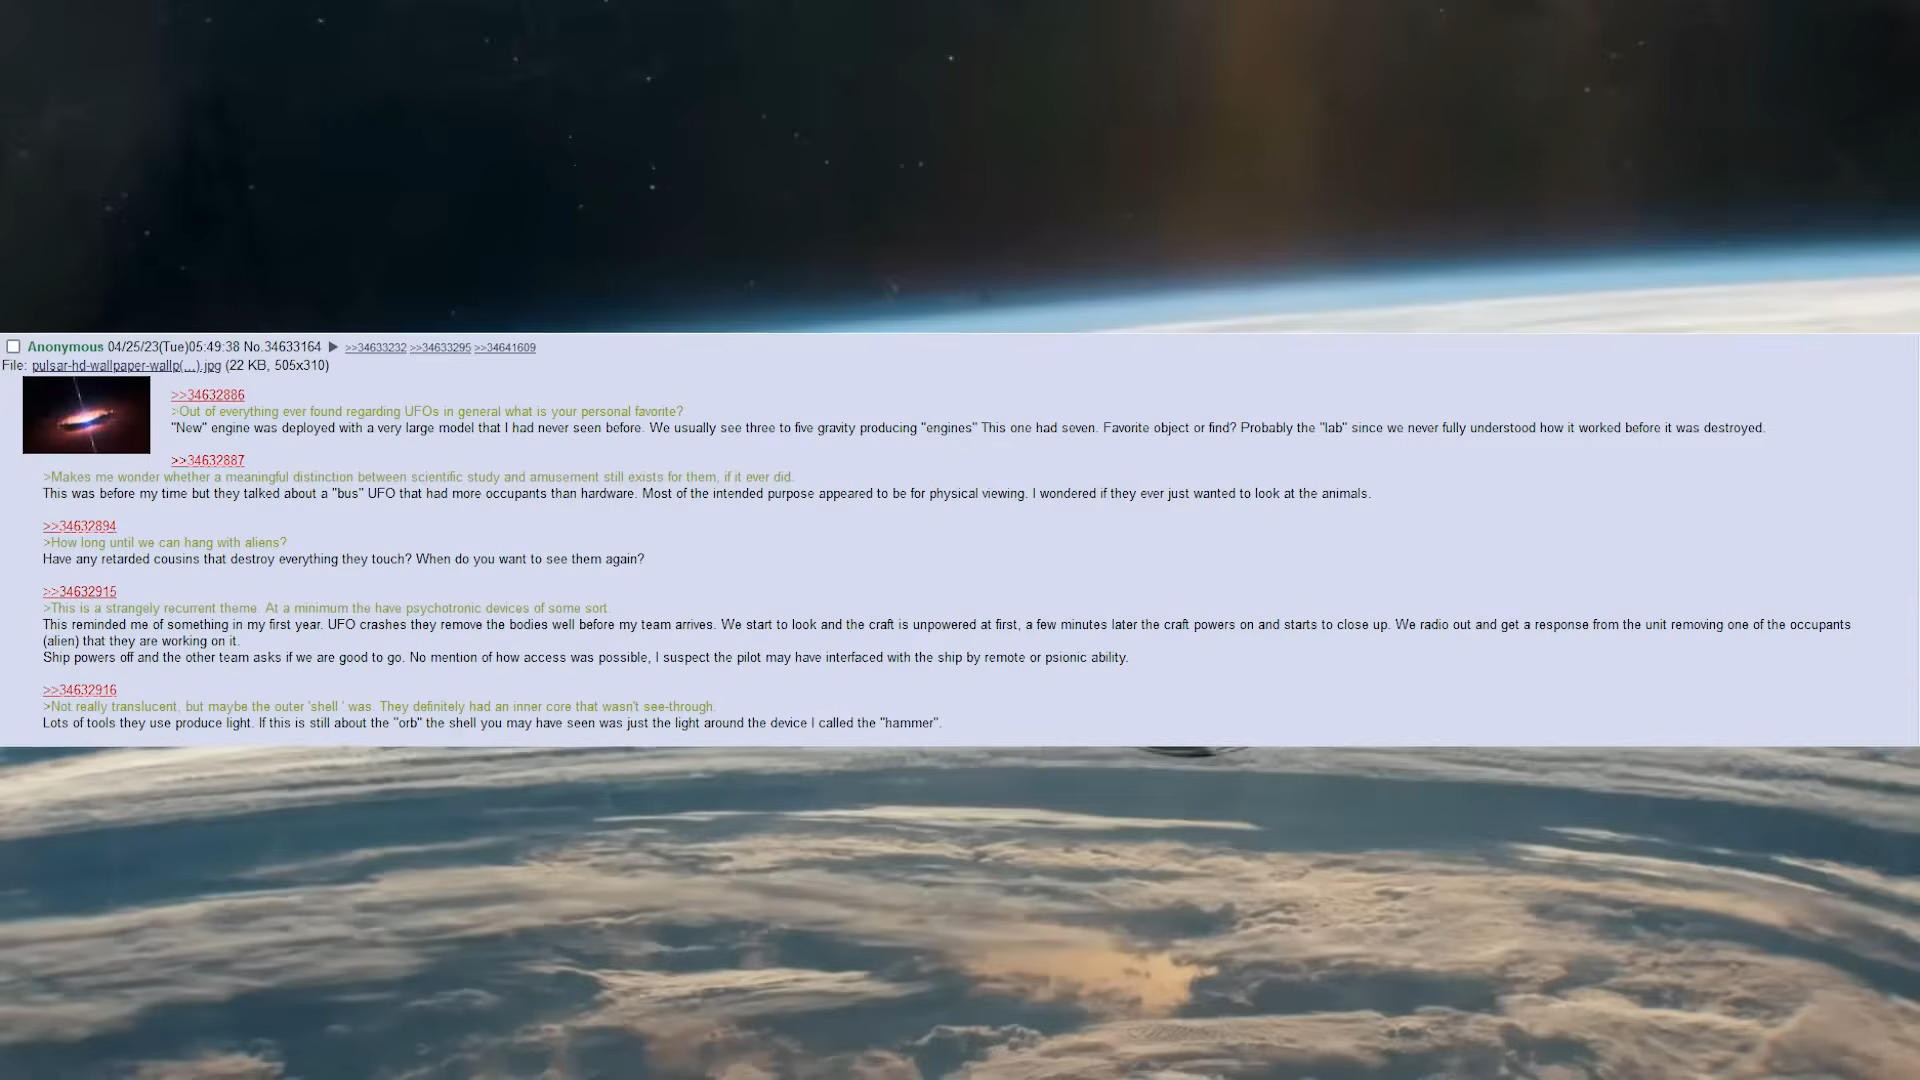 Anonymous 04/25/23(Tue)05:49:38 No.34633164 ▶ >>34633232 >>34633295 >>34641609
File: pulsar-hd-wallpaper-wallp(...).jpg (22 KB, 505x310)
>>34632886
>Out of everything ever found regarding UFOs in general what is your personal favorite?
"New" engine was deployed with a very large model that I had never seen before. We usually see three to five gravity producing "engines" This one had seven. Favorite object or find? Probably the "lab" since we never fully understood how it worked before it was destroyed.
>>34632887
>Makes me wonder whether a meaningful distinction between scientific study and amusement still exists for them, if it ever did.
This was before my time but they talked about a "bus" UFO that had more occupants than hardware. Most of the intended purpose appeared to be for physical viewing. I wondered if they ever just wanted to look at the animals.
>>34632894
>How long until we can hang with aliens?
Have any retarded cousins that destroy everything they touch? When do you want to see them again?
>>34632915
>This is a strangely recurrent theme. At a minimum the have psychotronic devices of some sort.
This reminded me of something in my first year. UFO crashes they remove the bodies well before my team arrives. We start to look and the craft is unpowered at first, a few minutes later the craft powers on and starts to close up. We radio out and get a response from the unit removing one of the occupants
(alien) that they are working on it.
Ship powers off and the other team asks if we are good to go. No mention of how access was possible, I suspect the pilot may have interfaced with the ship by remote or psionic ability.
>>34632916
>Not really translucent, but maybe the outer 'shell ' was. They definitely had an inner core that wasn't see-through.
Lots of tools they use produce light. If this is still about the "orb" the shell you may have seen was just the light around the device I called the "hammer".